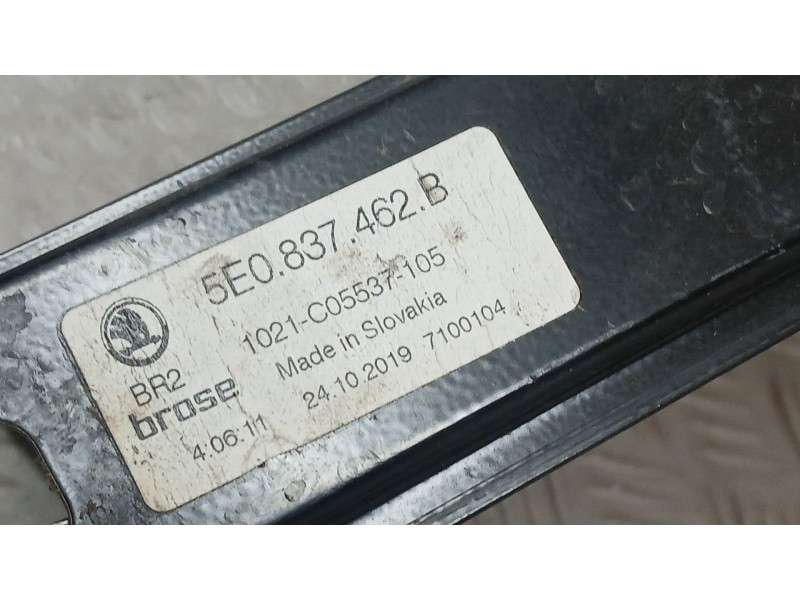 5E0.837.462.B
1021-C05537-105
Made in Slovakia
24.10.2019 7100104
BR2
brose
4:06:11